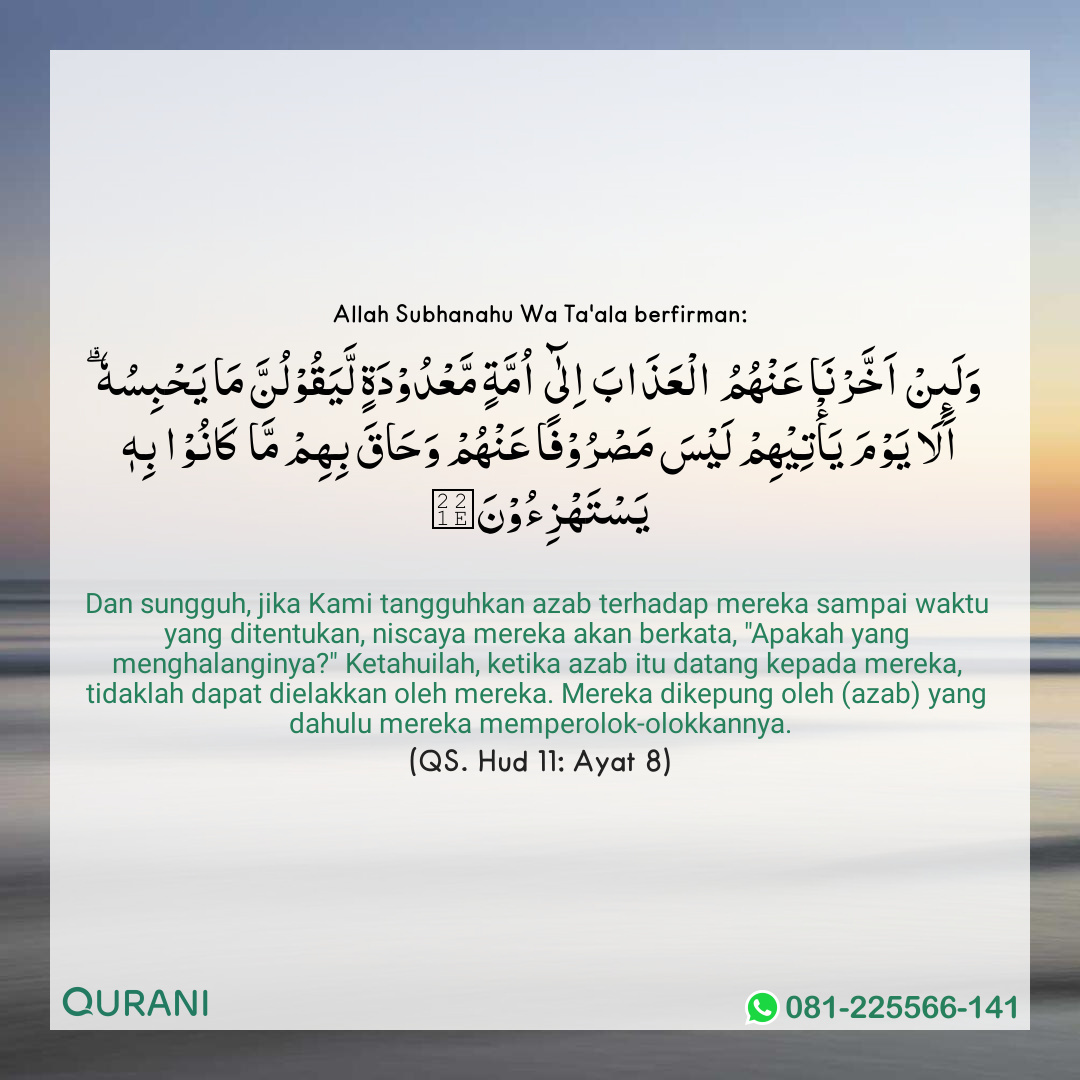 Allah Subhanahu Wa Ta'ala berfirman:
وَلَىِٕنْ اَخَّرْنَا عَنْهُمُ الْعَذَابَ اِلٰٓى اُمَّةٍ مَّعْدُوْدَةٍ لَّيَقُوْلُنَّ مَا يَحْبِسُهٗ ۗ
اَلَا يَوْمَ يَأْتِيْهِمْ لَيْسَ مَصْرُوْفًا عَنْهُمْ وَحَاقَ بِهِمْ مَّا كَانُوْا بِهٖ
يَسْتَهْزِءُوْنَ
Dan sungguh, jika Kami tangguhkan azab terhadap mereka sampai waktu
yang ditentukan, niscaya mereka akan berkata, "Apakah yang
menghalanginya?" Ketahuilah, ketika azab itu datang kepada mereka,
tidaklah dapat dielakkan oleh mereka. Mereka dikepung oleh (azab) yang
dahulu mereka memperolok-olokkannya.
(QS. Hud 11: Ayat 8)
QURANI
081-225566-141